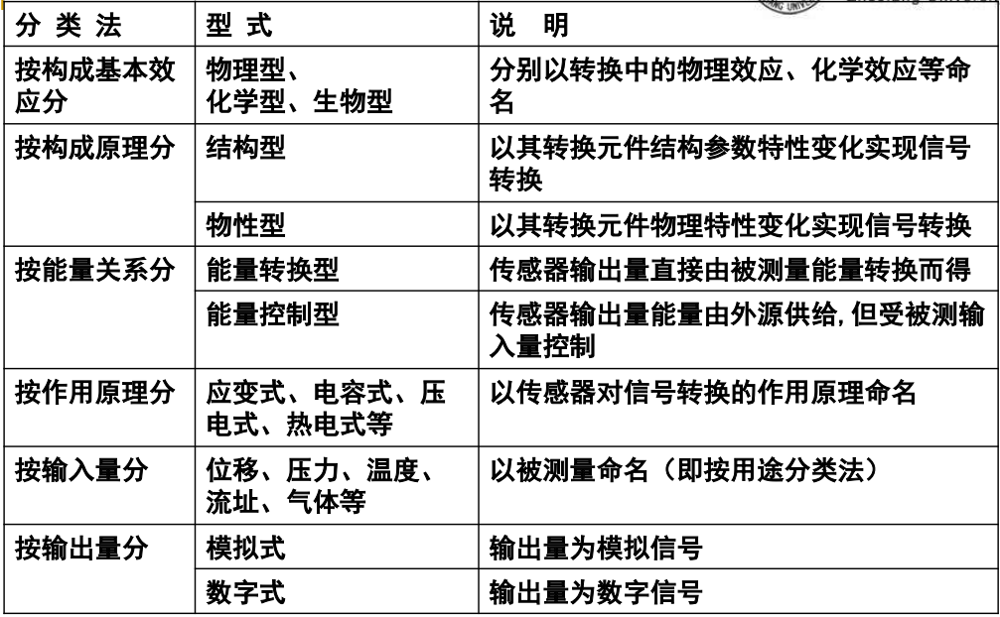 分 类 法 型 式 说 明
按构成基本效 物理型、 分别以转换中的物理效应、化学效应等命
应分 化学型、生物型 名
按构成原理分 结构型 以其转换元件结构参数特性变化实现信号
转换
物性型 以其转换元件物理特性变化实现信号转换
按能量关系分 能量转换型 传感器输出量直接由被测量能量转换而得
能量控制型 传感器输出量能量由外源供给,但受被测输
入量控制
按作用原理分 应变式、电容式、压 以传感器对信号转换的作用原理命名
电式、热电式等
按输入量分 位移、压力、温度、 以被测量命名（即按用途分类法）
流址、气体等
按输出量分 模拟式 输出量为模拟信号
数字式 输出量为数字信号